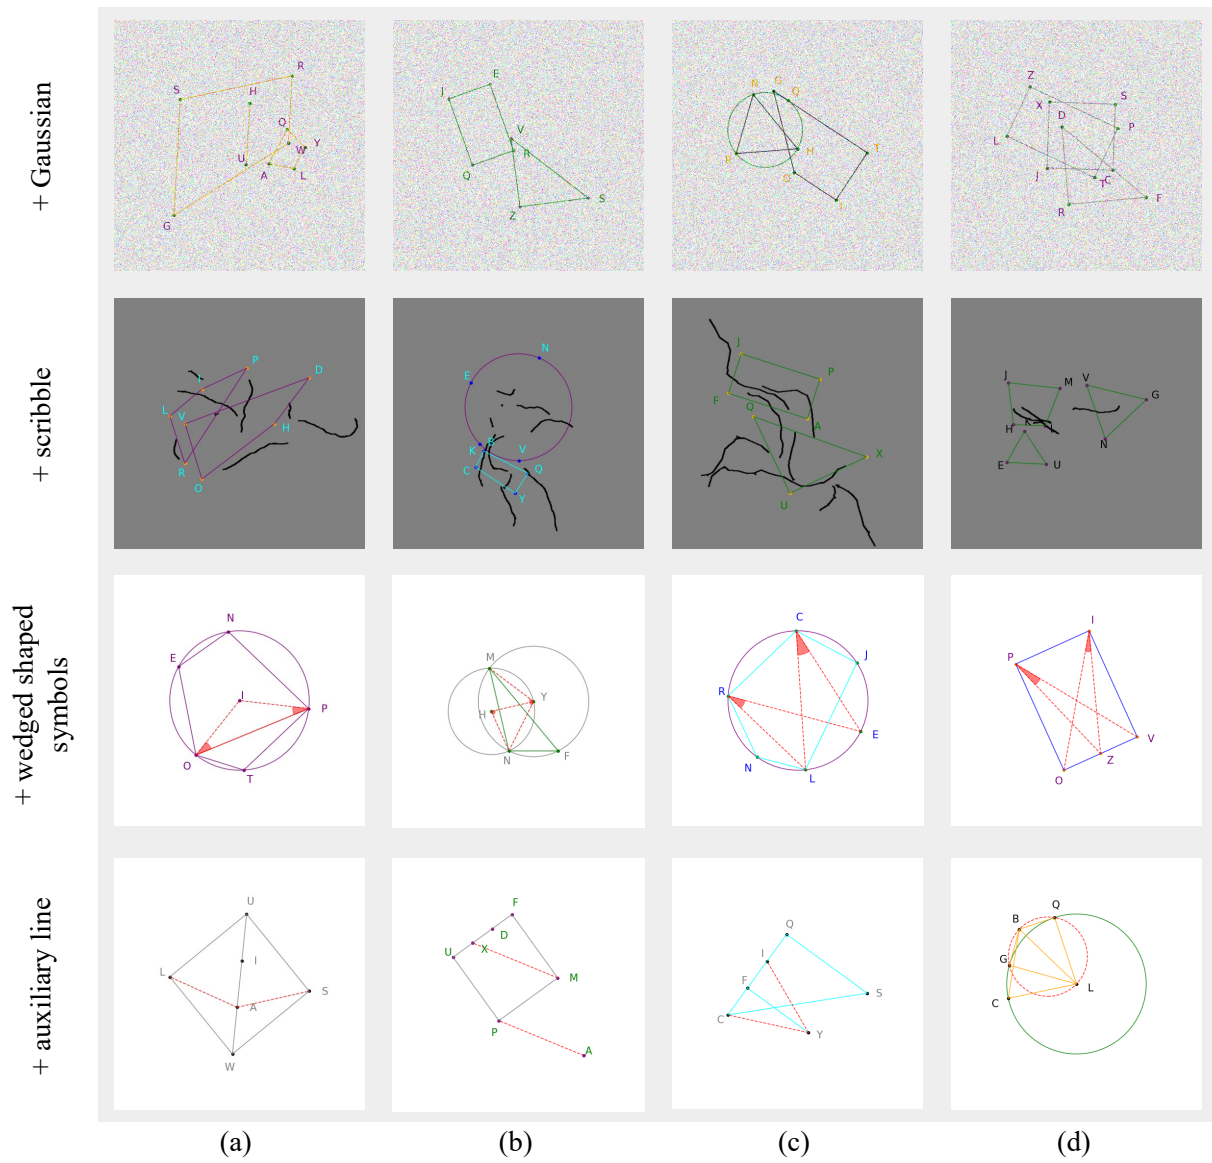 + Gaussian
S R H Q W Y U A L G
E J V R Q S Z
N G Q H K T C I
Z X S D P L J T C R F
+ scribble
P D I L V H R O
N E B K V C Q Y
J P F Q A X U
J M V G H K N E U
+ wedged shaped
symbols
N E I P O T
M Y H N F
C J R E N L
I P V Z O
+ auxiliary line
U L I S A W
F D U X M P A
Q I F S C Y
Q B G L C
(a) (b) (c) (d)